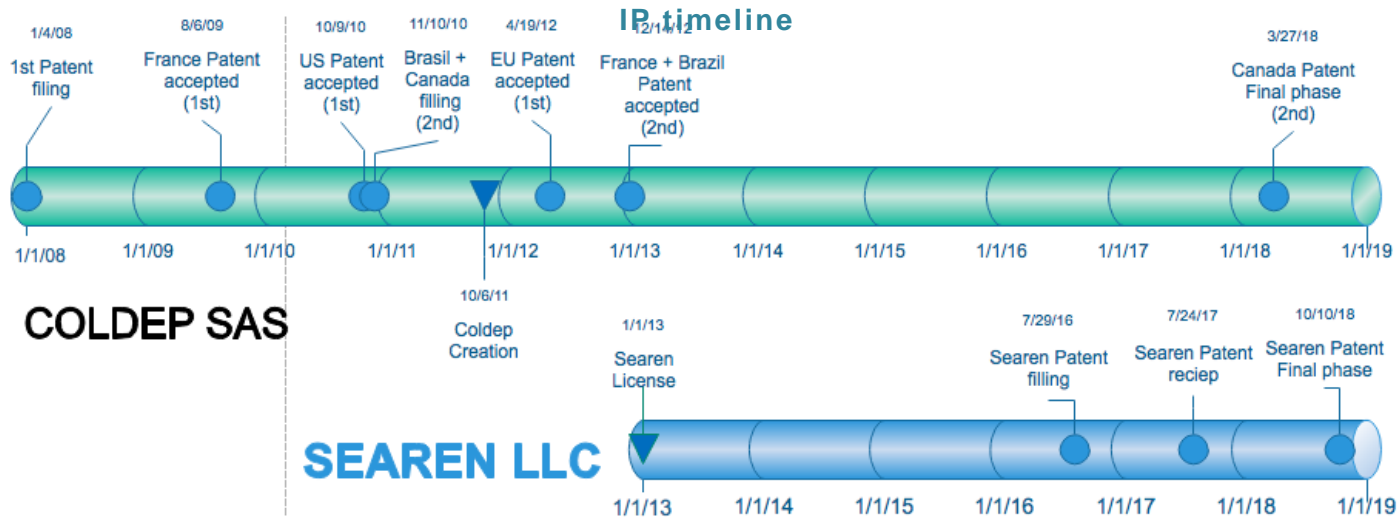 IP timeline
1/4/08
1st Patent
filing
8/6/09
France Patent
accepted
(1st)
10/9/10
US Patent
accepted
(1st)
11/10/10
Brasil +
Canada
filling
(2nd)
4/19/12
EU Patent
accepted
(1st)
12/14/12
France + Brazil
Patent
accepted
(2nd)
3/27/18
Canada Patent
Final phase
(2nd)
1/1/08
1/1/09
1/1/10
1/1/11
1/1/12
1/1/13
1/1/14
1/1/15
1/1/16
1/1/17
1/1/18
1/1/19
COLDEP SAS
10/6/11
Coldep
Creation
1/1/13
Searen
License
7/29/16
Searen Patent
filling
7/24/17
Searen Patent
reciep
10/10/18
Searen Patent
Final phase
SEAREN LLC
1/1/13
1/1/14
1/1/15
1/1/16
1/1/17
1/1/18
1/1/19